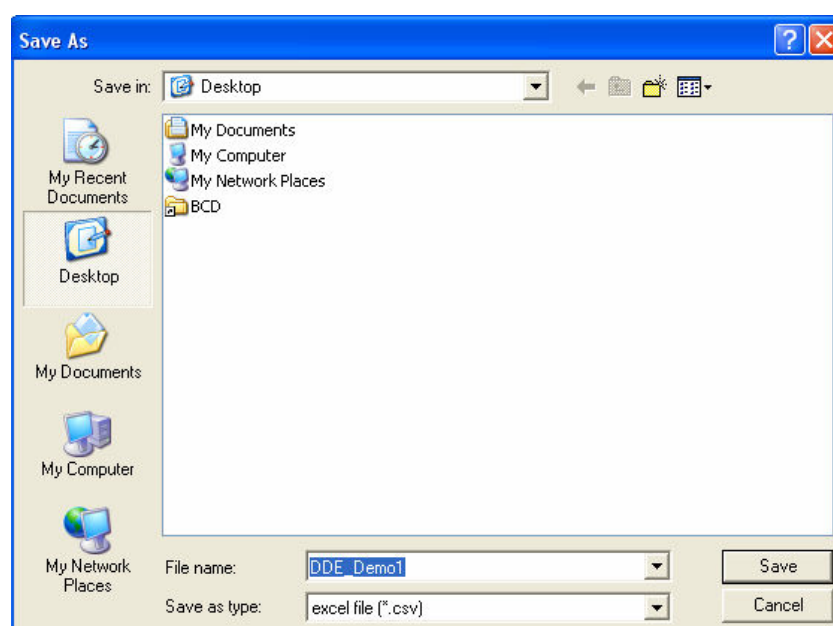 Save As
Save in:
Desktop
My Documents
My Computer
My Network Places
BCD
My Recent
Documents
Desktop
My Documents
My Computer
My Network
Places
File name:
DDE_Demo1
Save
Save as type:
excel file (*.csv)
Cancel